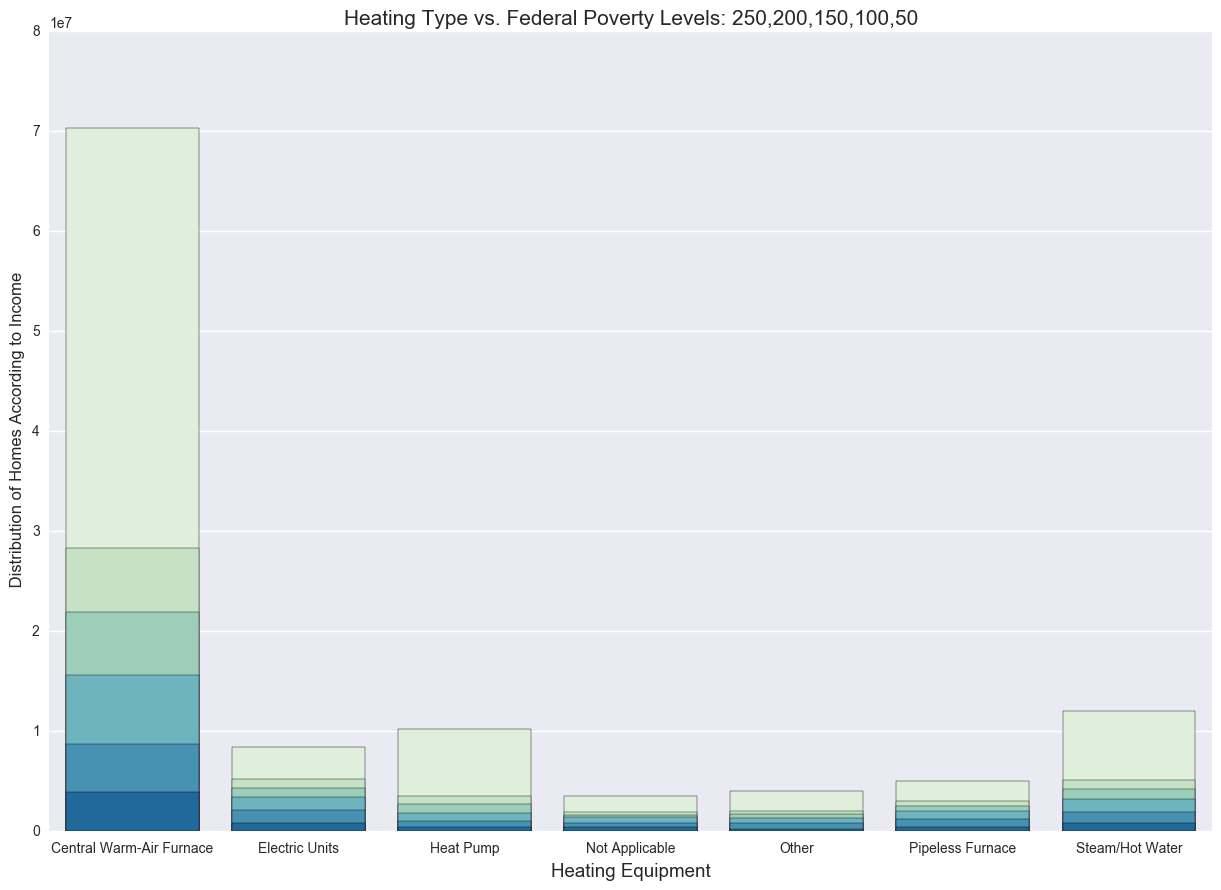 Heating Type vs. Federal Poverty Levels: 250,200,150,100,50
1e7
8
7
6
5
4
3
2
1
0
Distribution of Homes According to Income
Central Warm-Air Furnace Electric Units Heat Pump Not Applicable Other Pipeless Furnace Steam/Hot Water
Heating Equipment